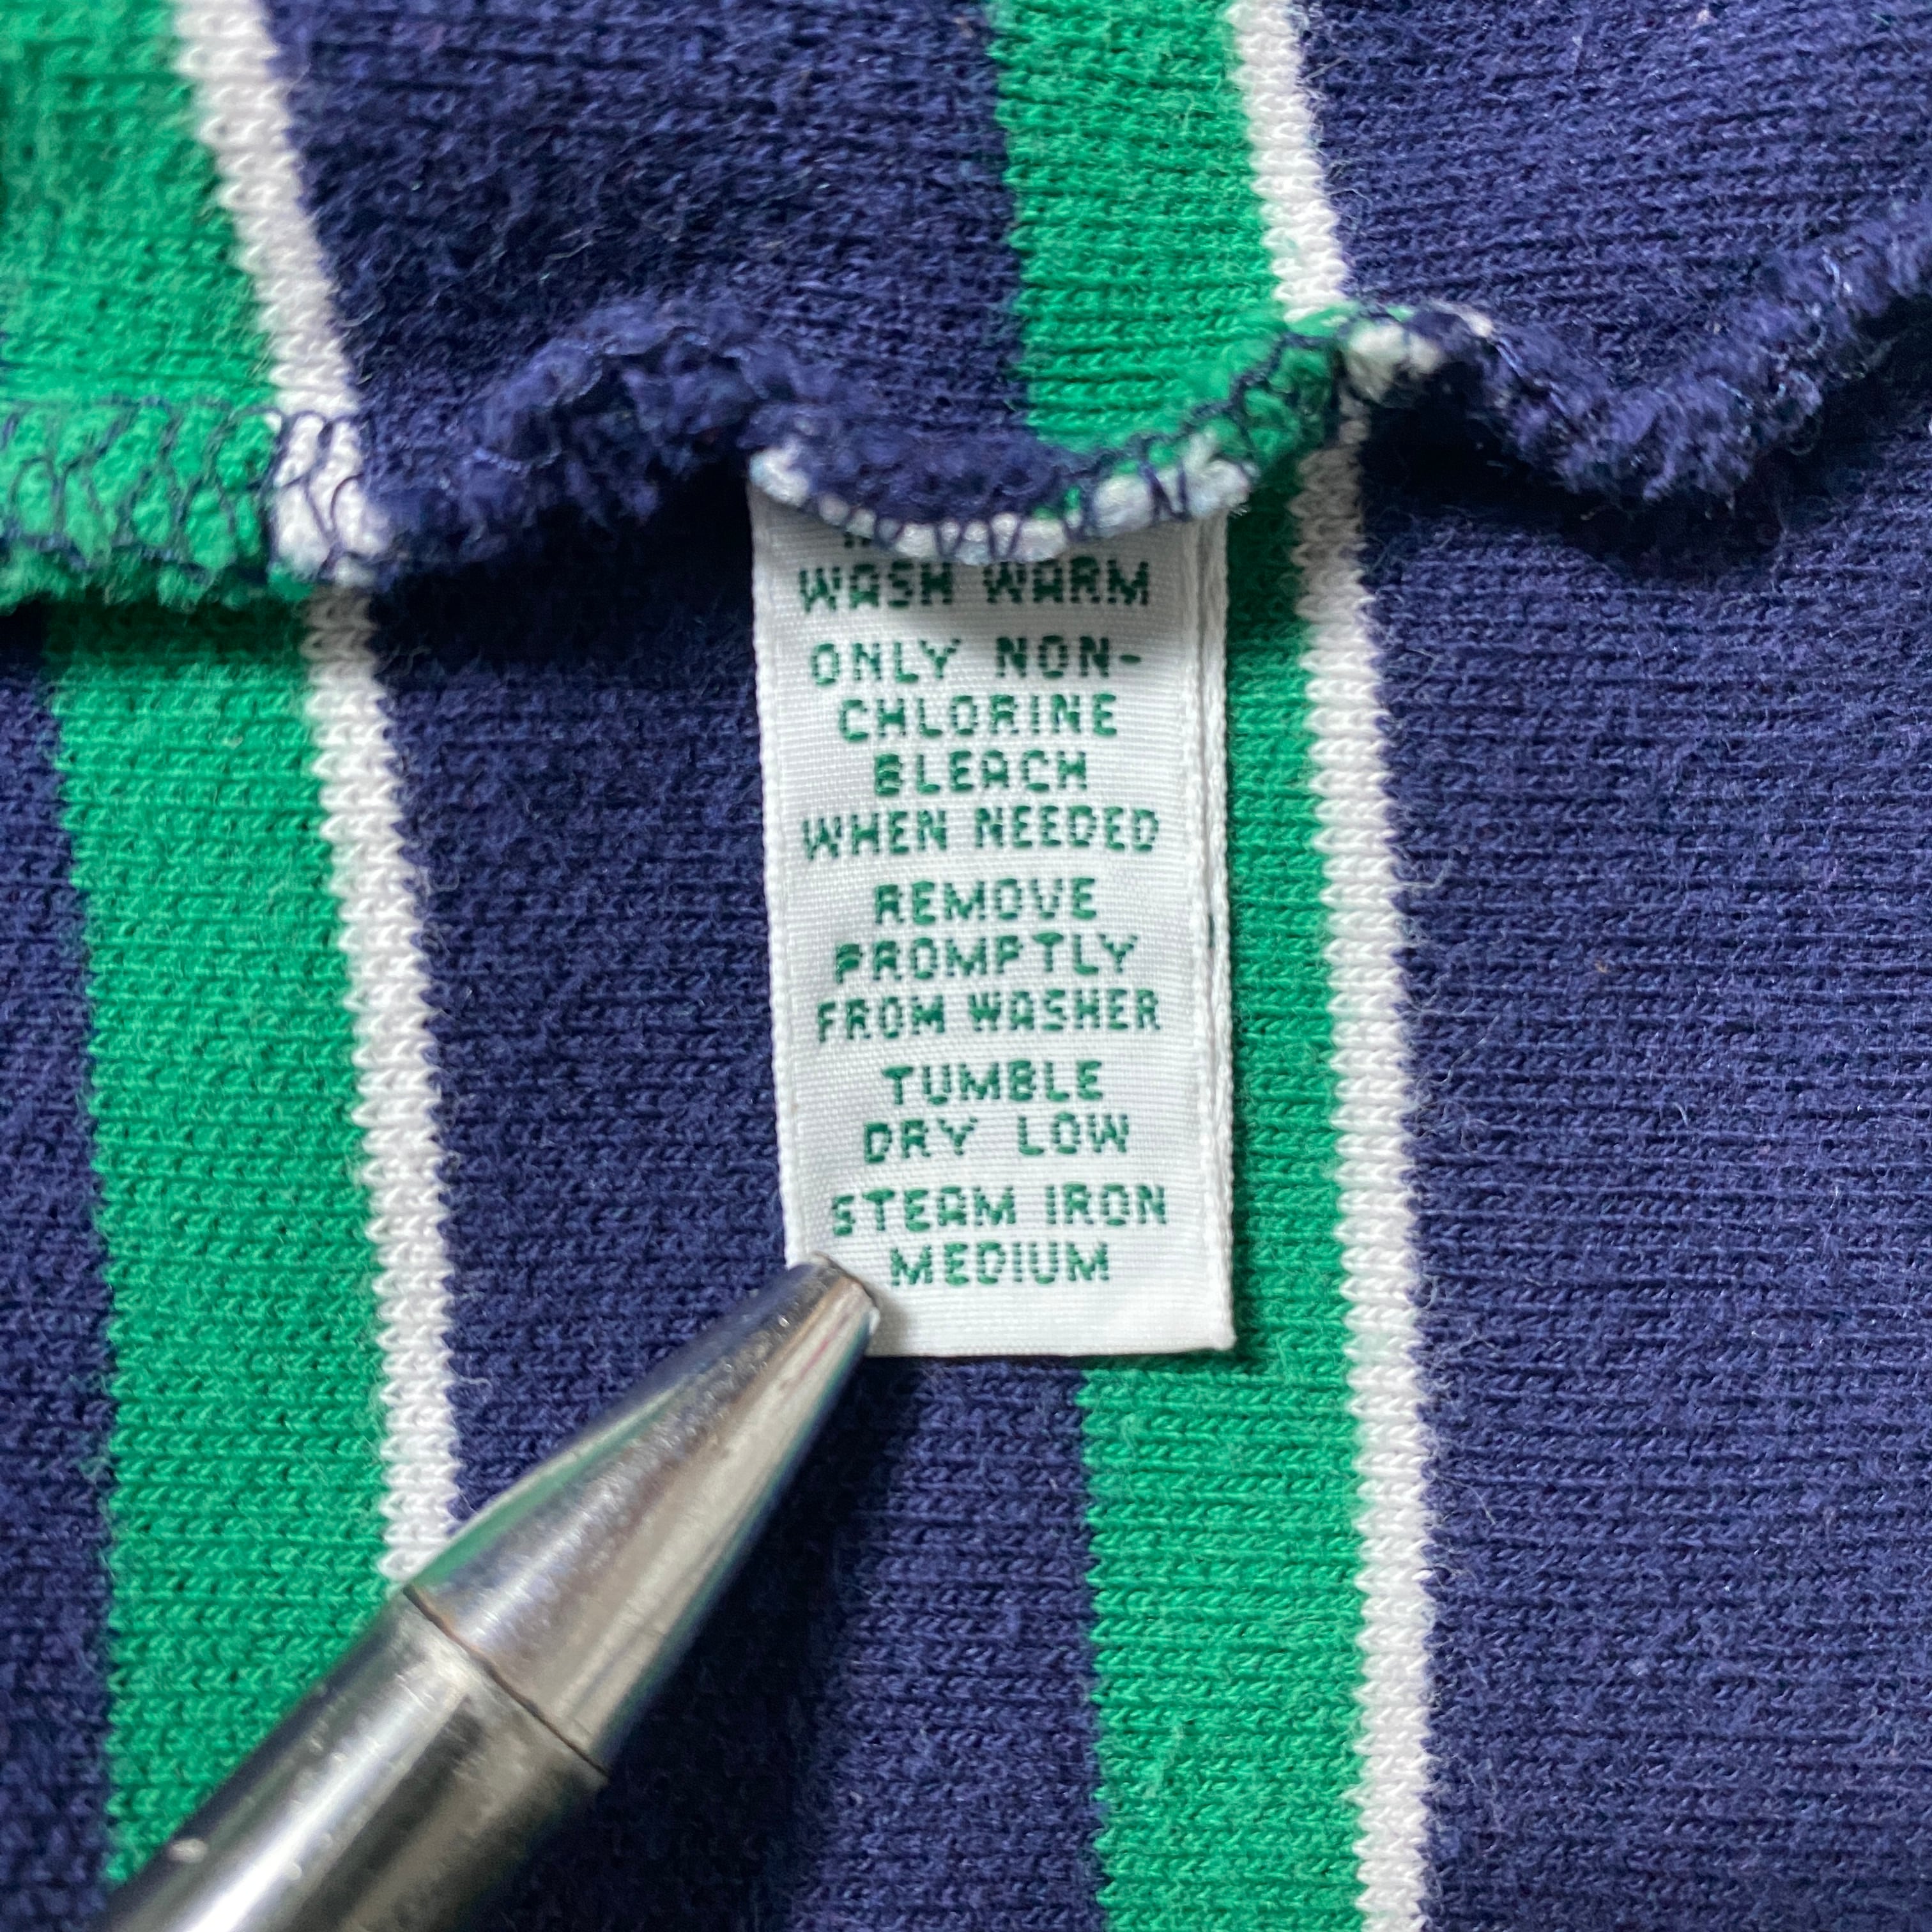 WASH WARM
ONLY NON-
CHLORINE
BLEACH
WHEN NEEDED
REMOVE
PROMPTLY
FROM WASHER
TUMBLE
DRY LOW
STEAM IRON
MEDIUM